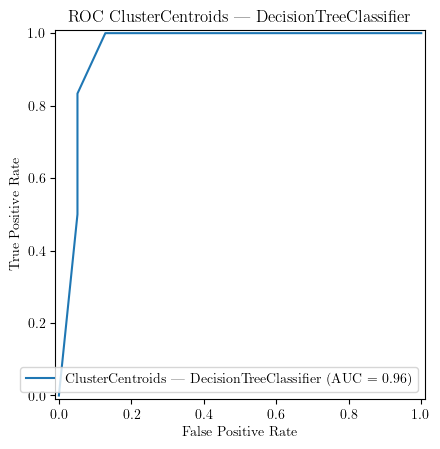 ROC ClusterCentroids — DecisionTreeClassifier
1.0
0.8
0.6
0.4
0.2
0.0
True Positive Rate
ClusterCentroids — DecisionTreeClassifier (AUC = 0.96)
0.0 0.2 0.4 0.6 0.8 1.0
False Positive Rate